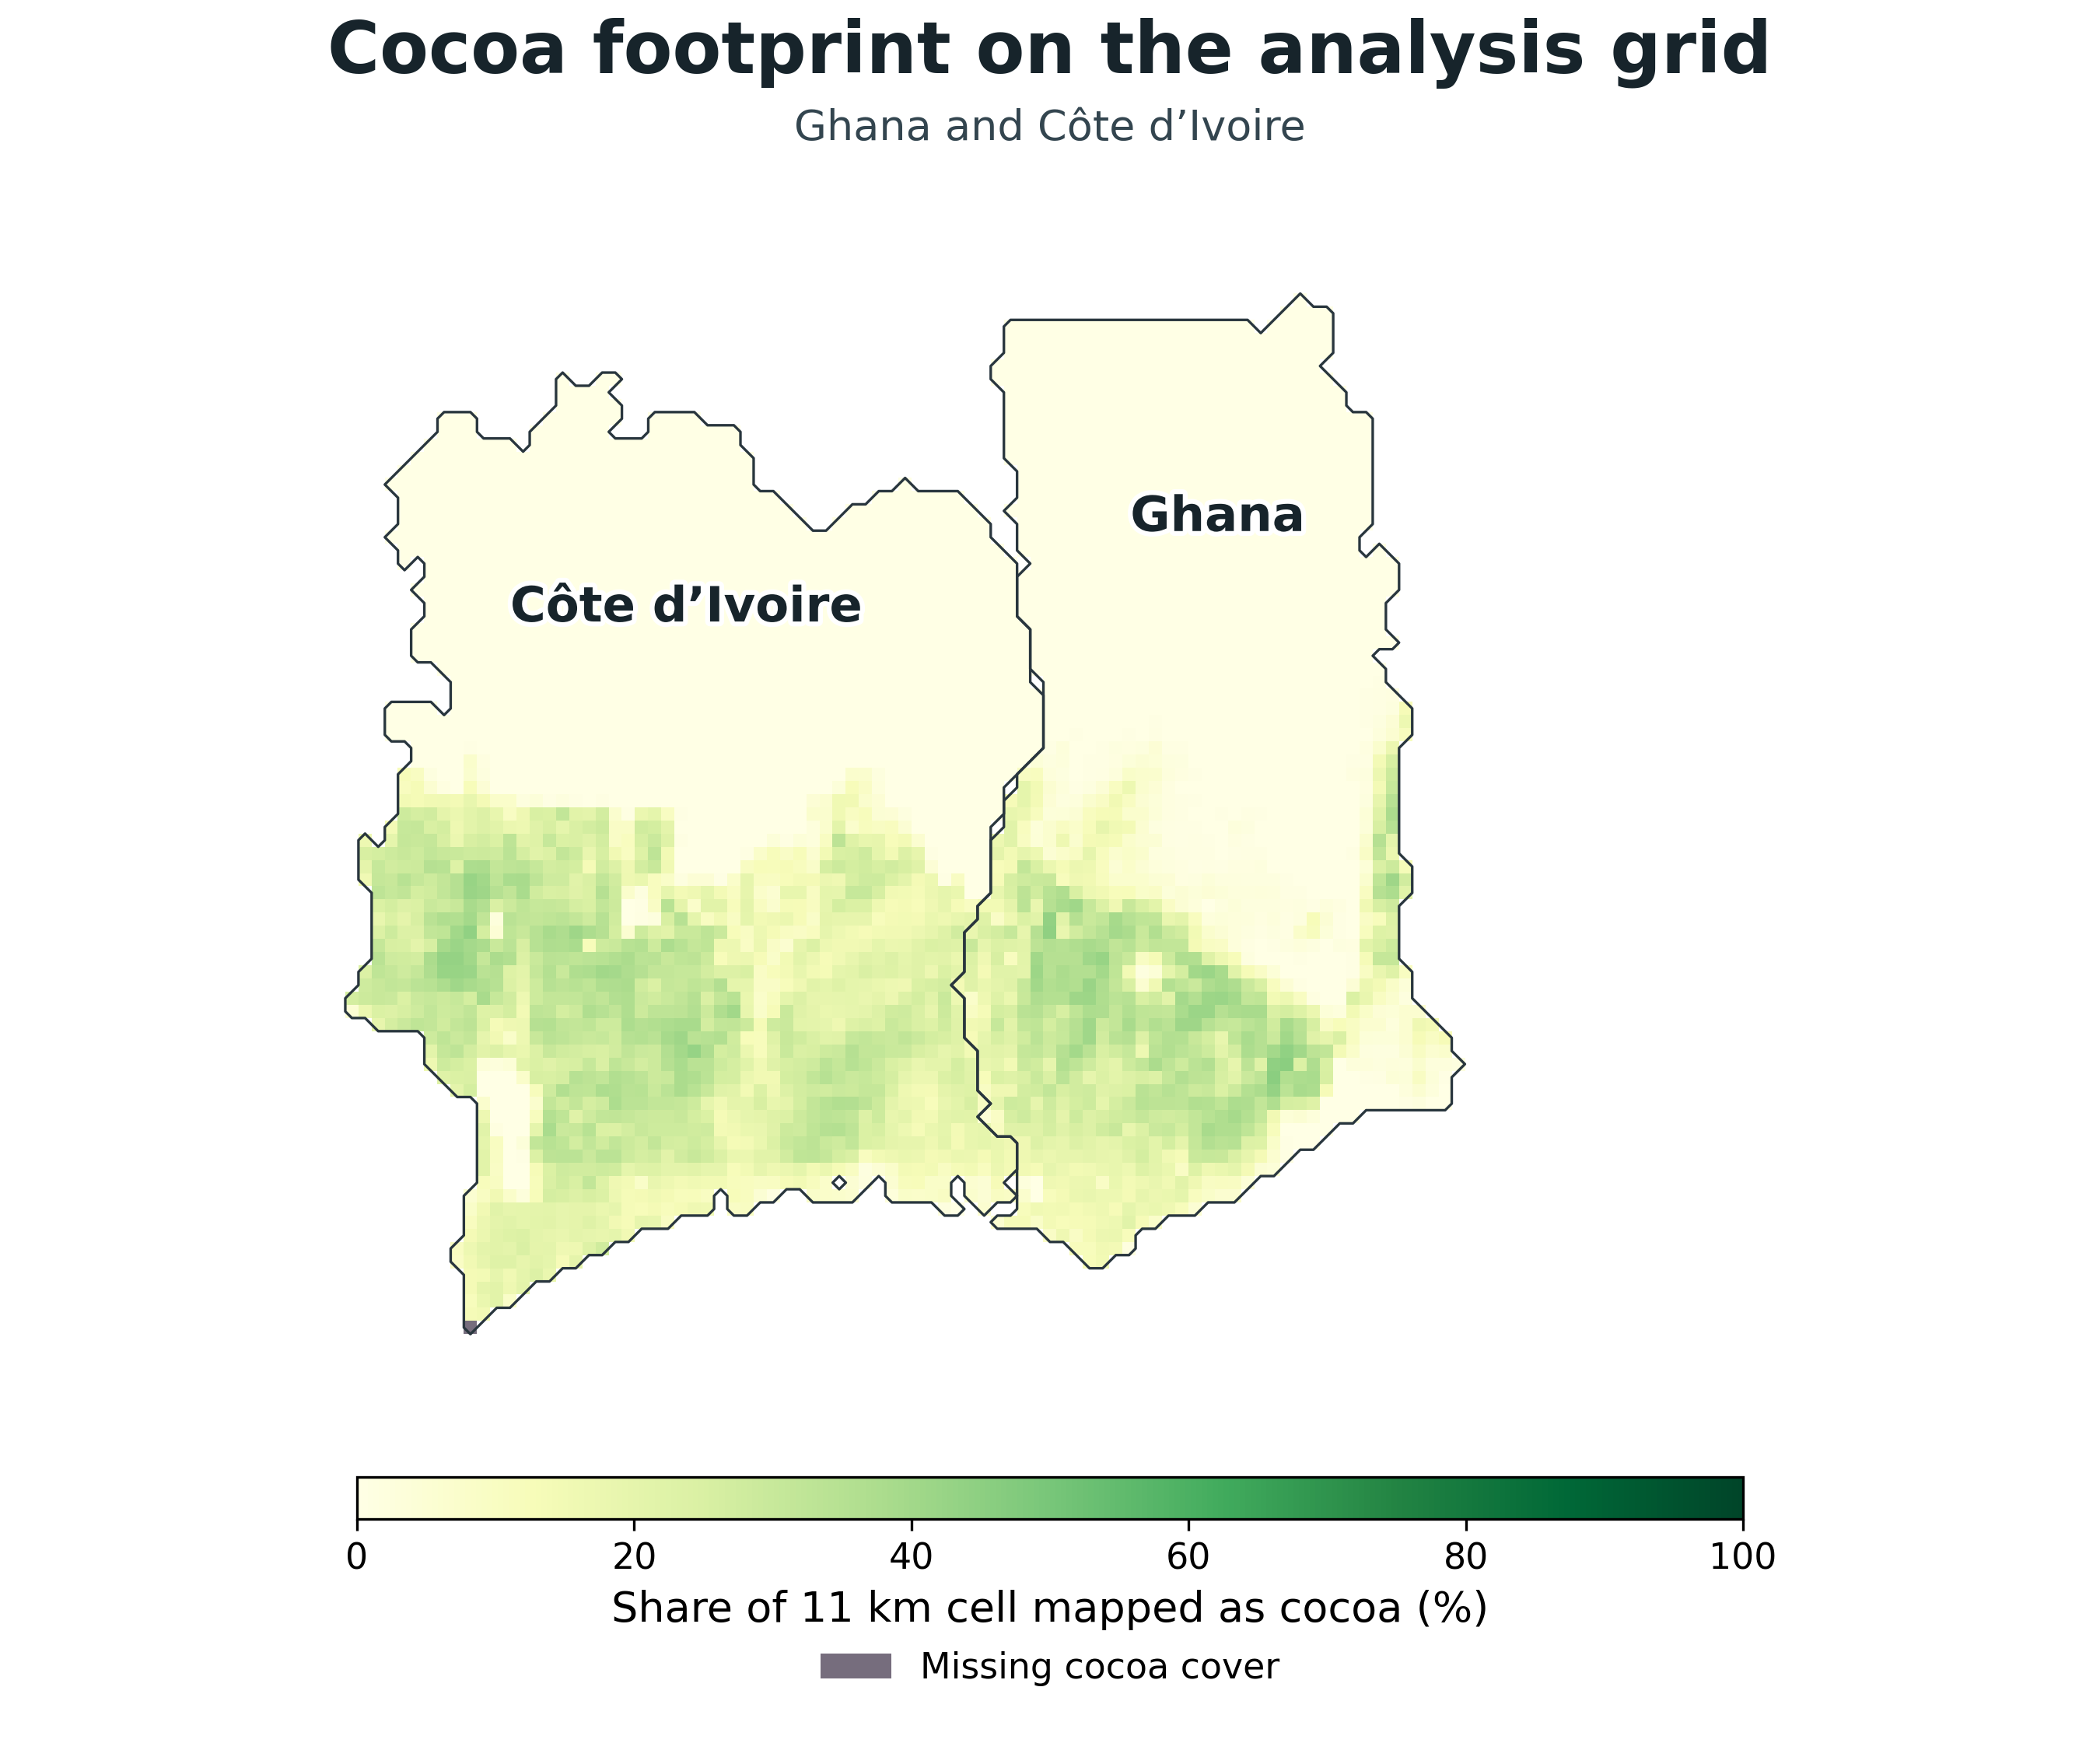 Cocoa footprint on the analysis grid
Ghana and Côte d’Ivoire
Ghana
Côte d’Ivoire
0 20 40 60 80 100
Share of 11 km cell mapped as cocoa (%)
Missing cocoa cover